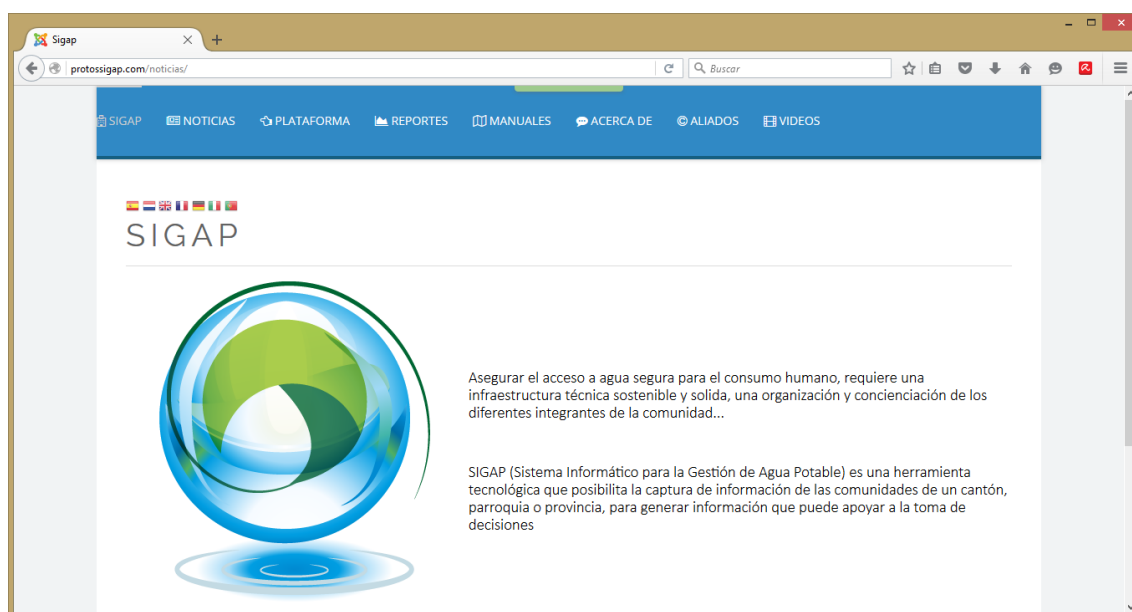 Sigap
protossigap.com/noticias/
Buscar
SIGAP NOTICIAS PLATAFORMA REPORTES MANUALES ACERCA DE ALIADOS VIDEOS
SIGAP
Asegurar el acceso a agua segura para el consumo humano, requiere una
infraestructura técnica sostenible y solida, una organización y concienciación de los
diferentes integrantes de la comunidad...
SIGAP (Sistema Informático para la Gestión de Agua Potable) es una herramienta
tecnológica que posibilita la captura de información de las comunidades de un cantón,
parroquia o provincia, para generar información que puede apoyar a la toma de
decisiones